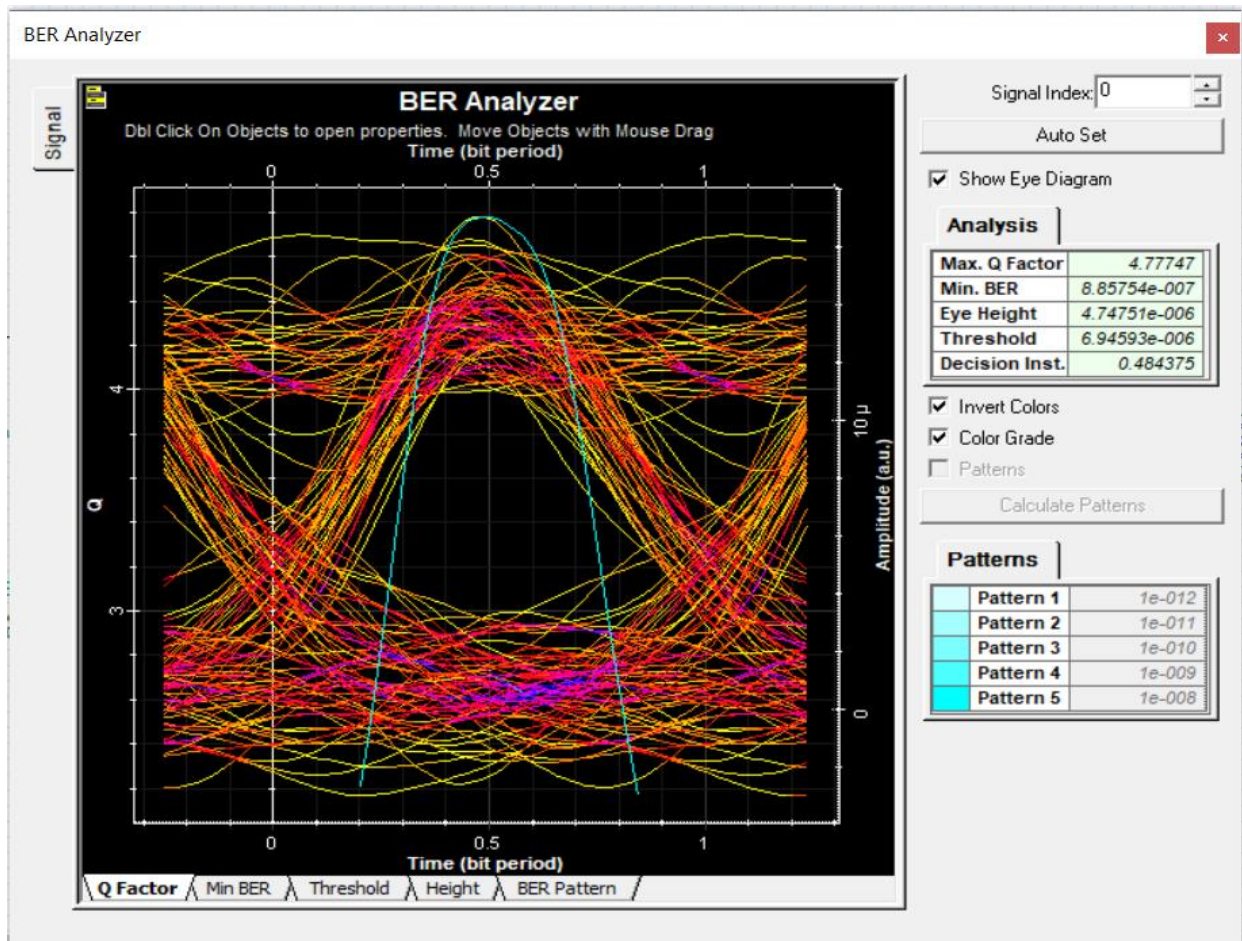 BER Analyzer
×
Signal
BER Analyzer
Dbl Click On Objects to open properties. Move Objects with Mouse Drag
Time (bit period)
0 0.5 1
Q
4
3
Amplitude (a.u.)
10 µ
0
0 0.5 1
Time (bit period)
Q Factor Min BER Threshold Height BER Pattern
Signal Index: 0
Auto Set
Show Eye Diagram
Analysis
Max. Q Factor 4.77747
Min. BER 8.85754e-007
Eye Height 4.74751e-006
Threshold 6.94593e-006
Decision Inst. 0.484375
Invert Colors
Color Grade
Patterns
Calculate Patterns
Patterns
Pattern 1 1e-012
Pattern 2 1e-011
Pattern 3 1e-010
Pattern 4 1e-009
Pattern 5 1e-008